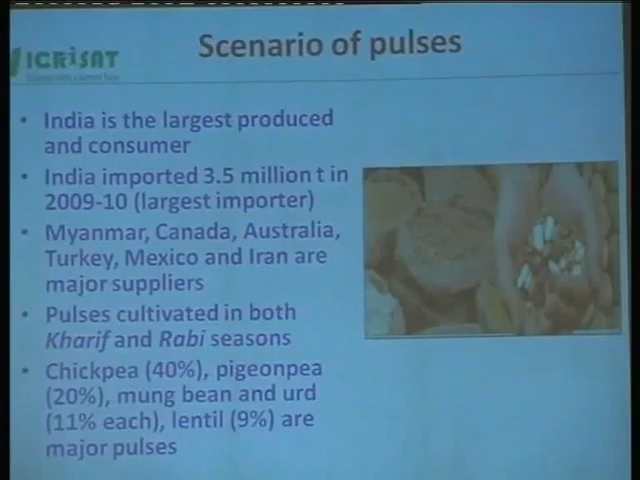 ICRISAT
Scenario of pulses
• India is the largest produced
and consumer
• India imported 3.5 million t in
2009-10 (largest importer)
• Myanmar, Canada, Australia,
Turkey, Mexico and Iran are
major suppliers
• Pulses cultivated in both
Kharif and Rabi seasons
• Chickpea (40%), pigeonpea
(20%), mung bean and urd
(11% each), lentil (9%) are
major pulses